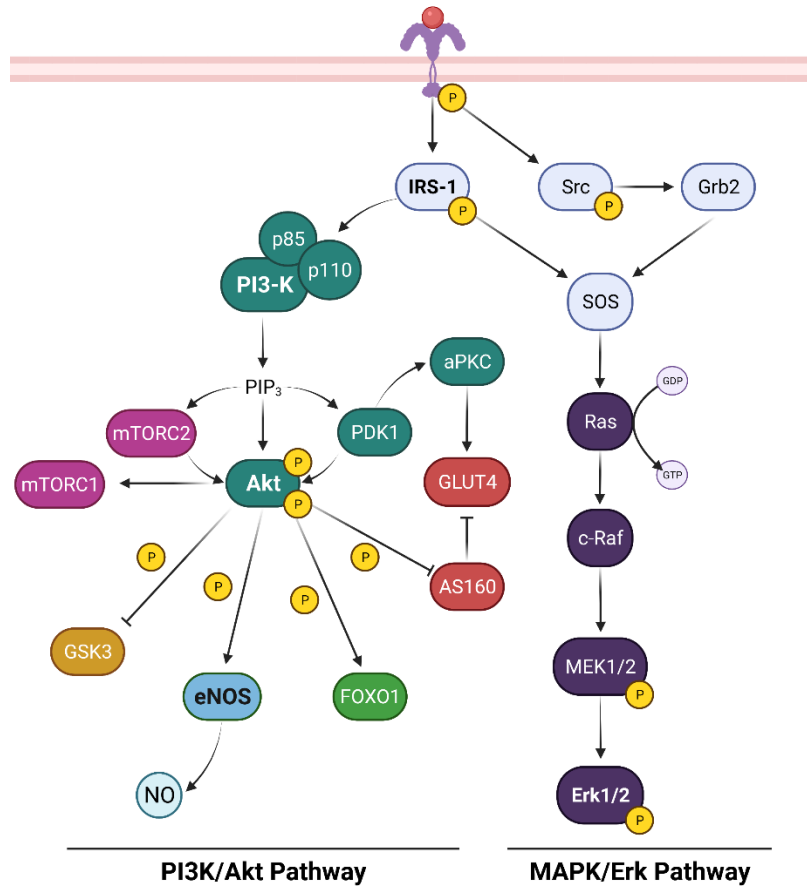 P
IRS-1
P
Src
P
Grb2
p85
p110
PI3-K
SOS
PIP₃
aPKC
GDP
mTORC2
PDK1
Ras
mTORC1
Akt
P
P
GLUT4
GTP
c-Raf
P
P
P
P
AS160
GSK3
eNOS
FOXO1
MEK1/2
P
NO
Erk1/2
P
PI3K/Akt Pathway
MAPK/Erk Pathway